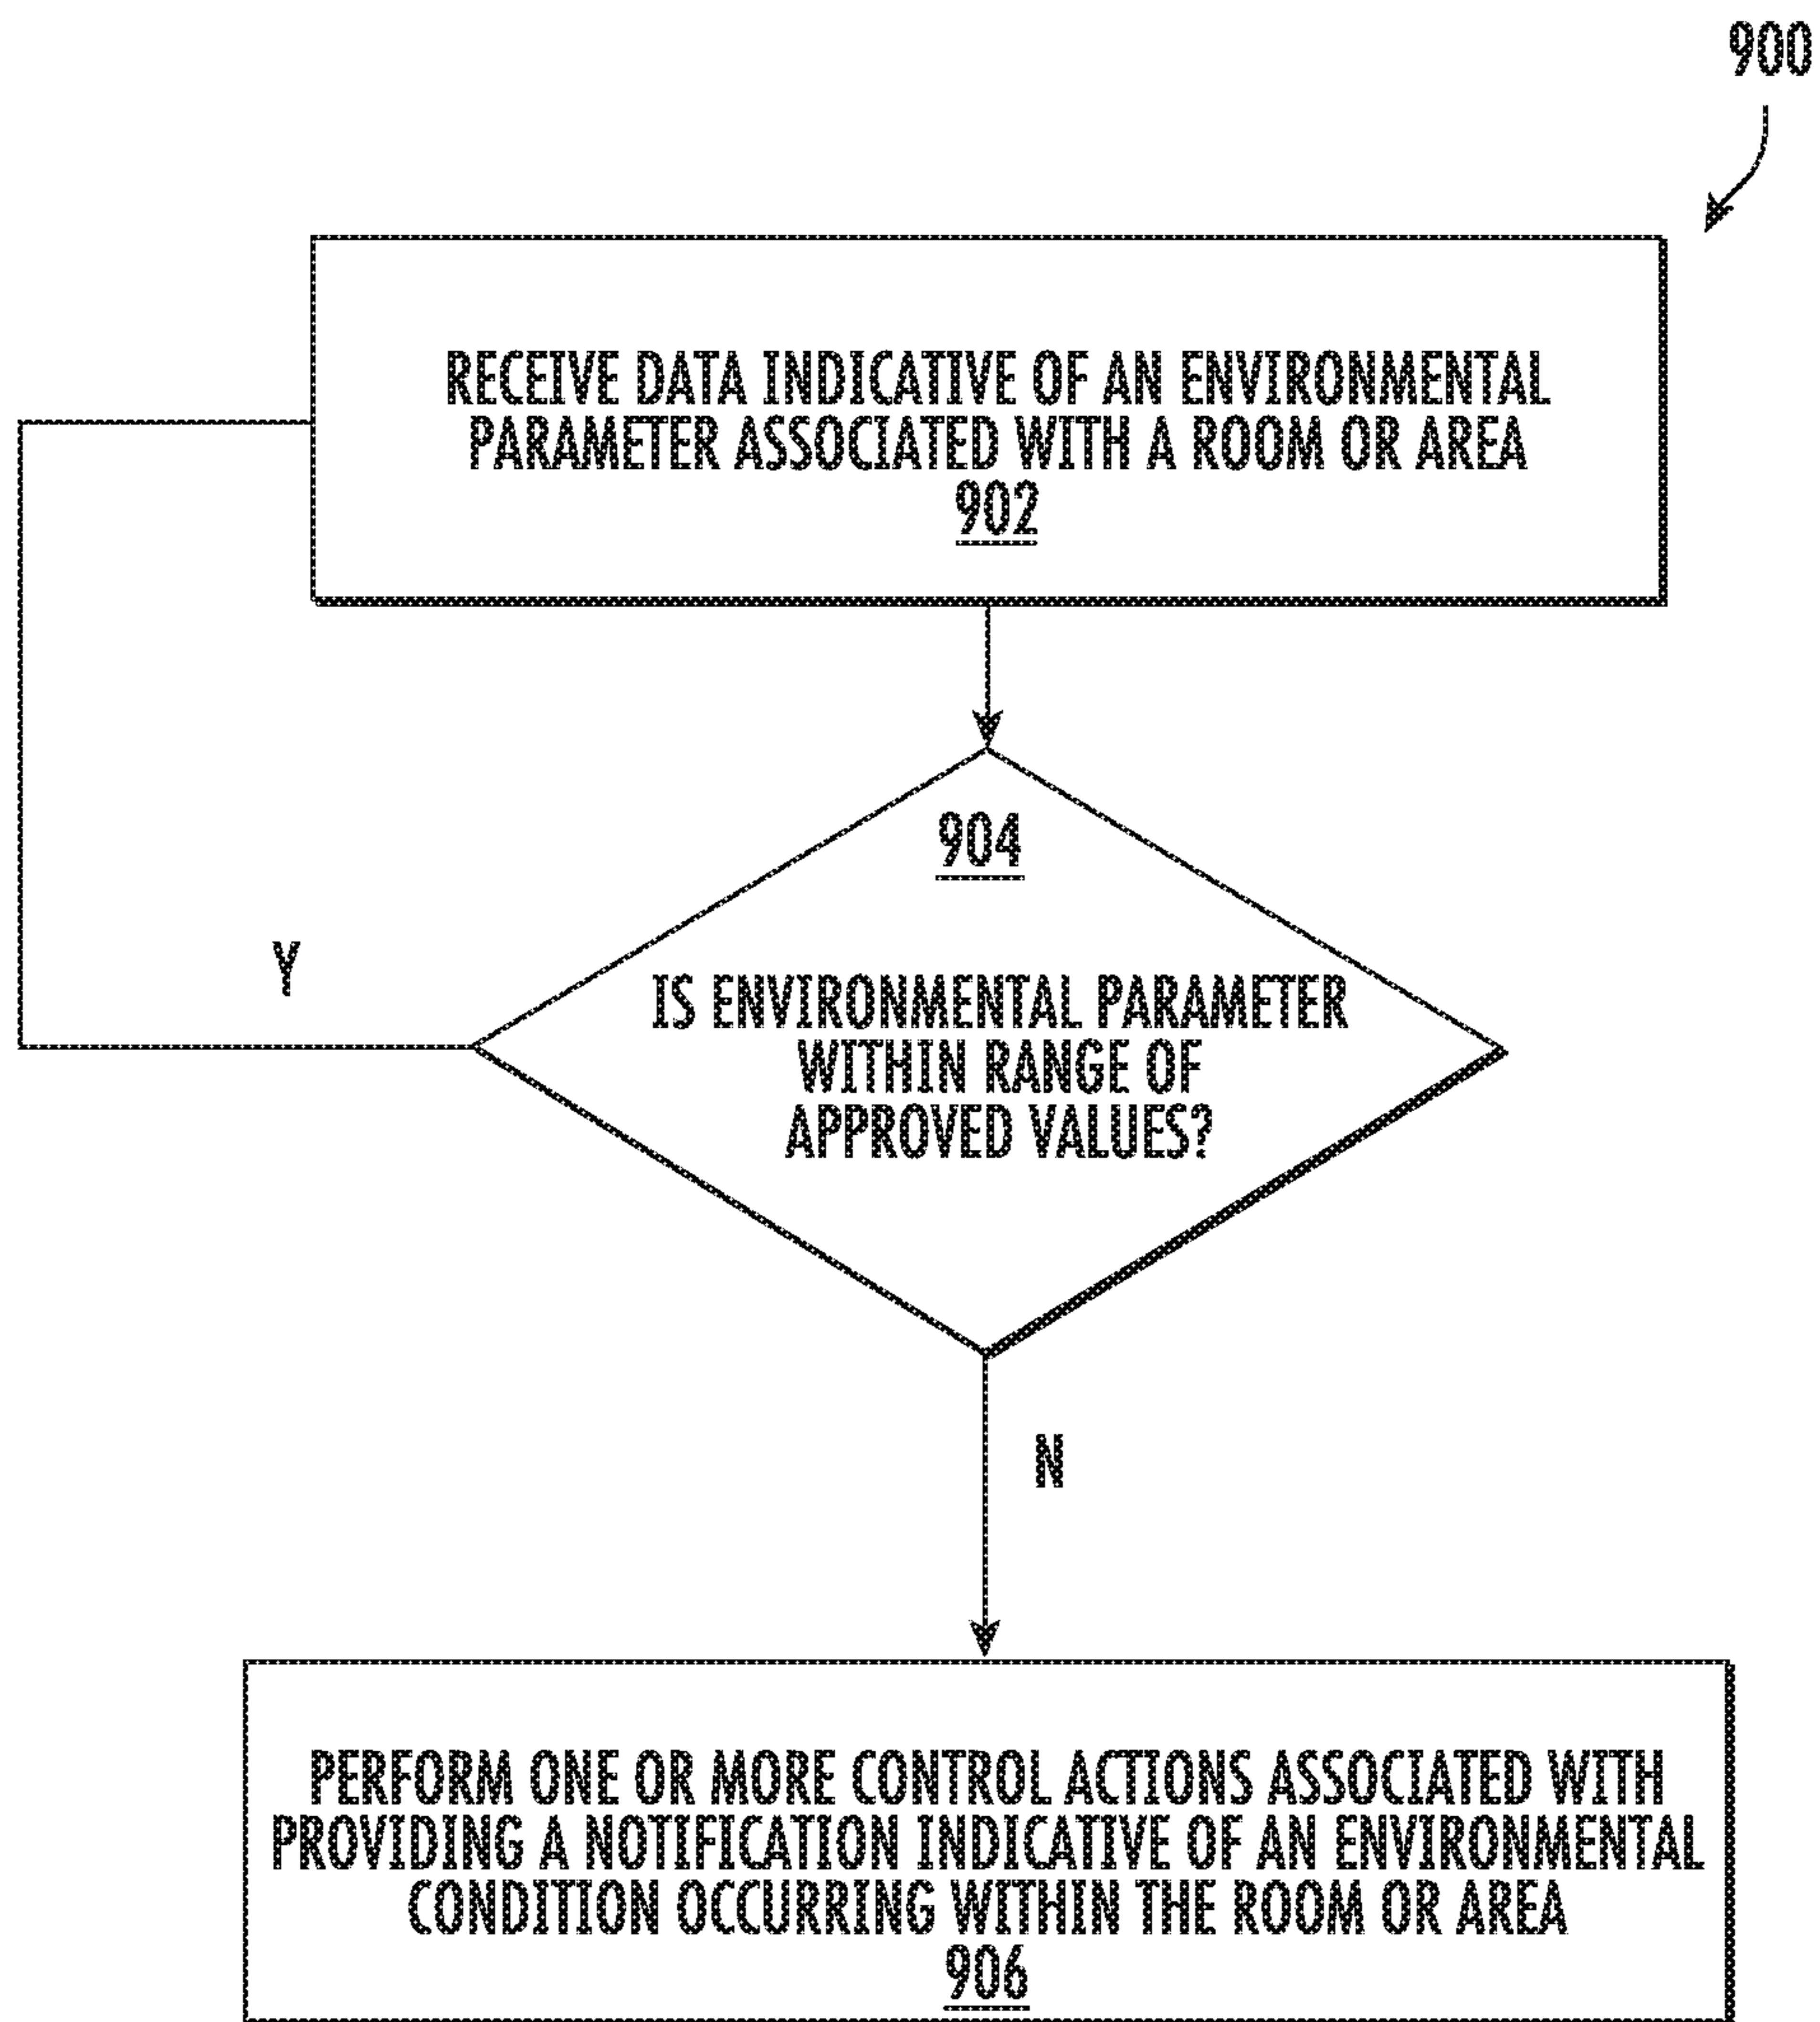 900
RECEIVE DATA INDICATIVE OF AN ENVIRONMENTAL
PARAMETER ASSOCIATED WITH A ROOM OR AREA
902
904
Y
IS ENVIRONMENTAL PARAMETER
WITHIN RANGE OF
APPROVED VALUES?
N
PERFORM ONE OR MORE CONTROL ACTIONS ASSOCIATED WITH
PROVIDING A NOTIFICATION INDICATIVE OF AN ENVIRONMENTAL
CONDITION OCCURRING WITHIN THE ROOM OR AREA
906